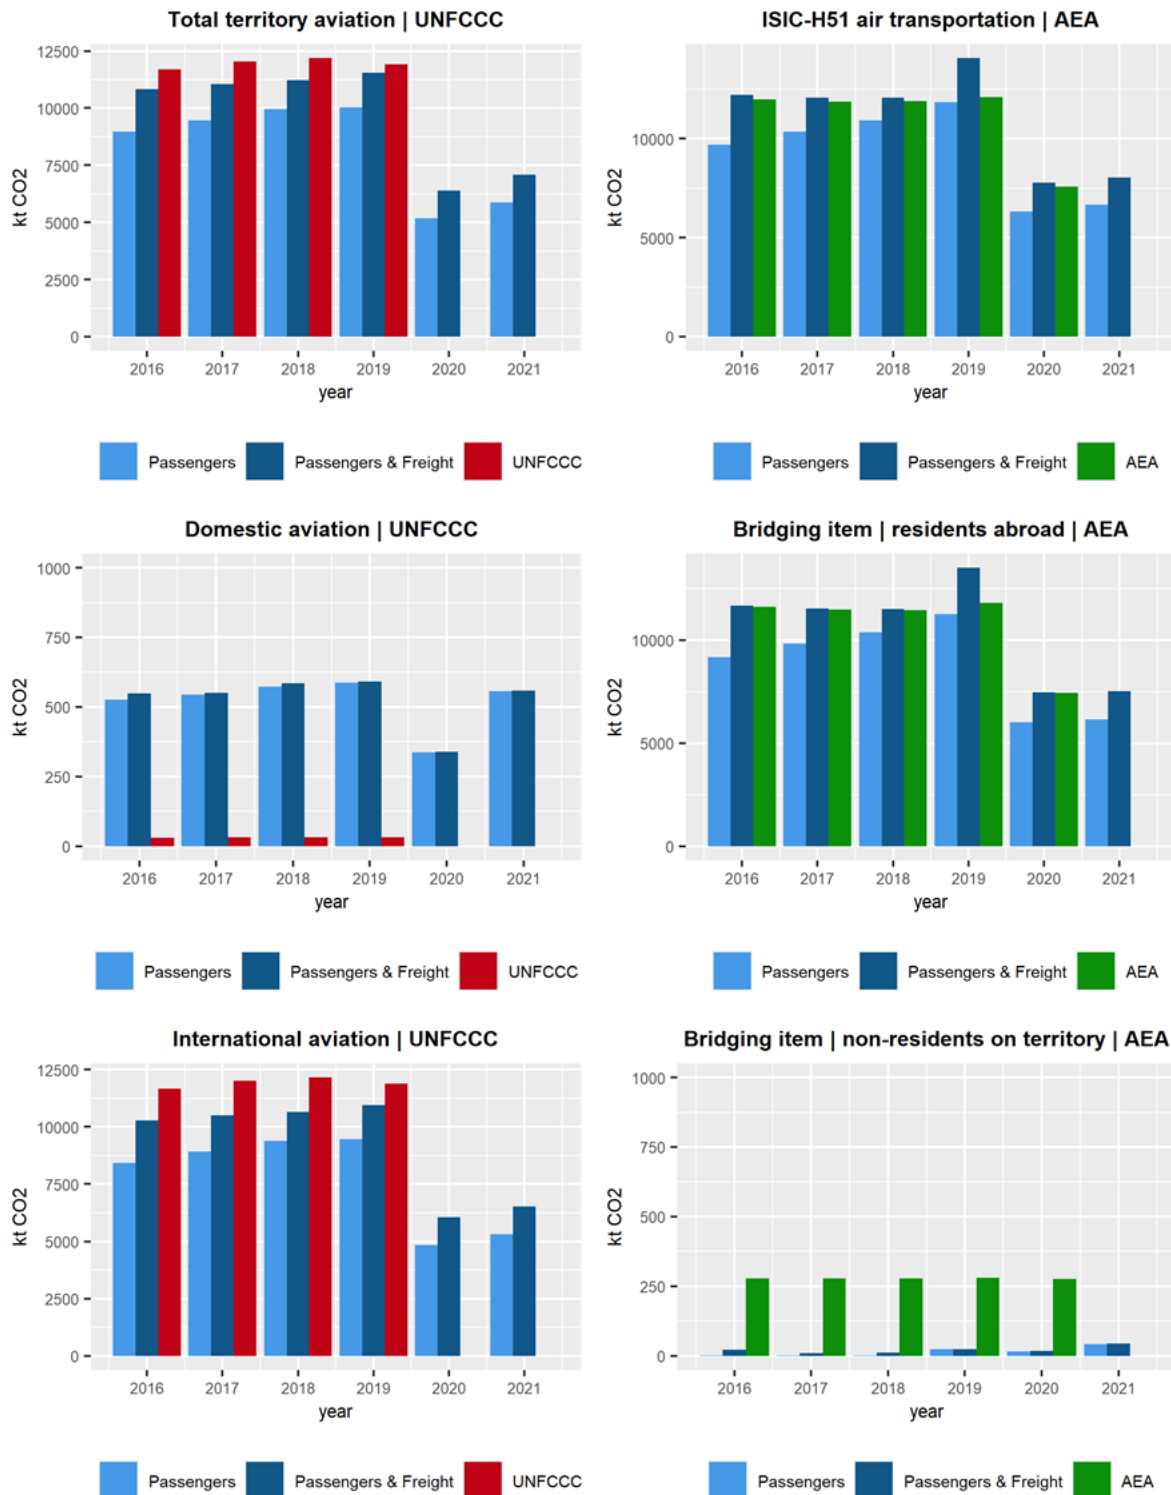 Total territory aviation | UNFCCC
12500
10000
7500
5000
2500
0
kt CO2
2016 2017 2018 2019 2020 2021
year
Passengers Passengers & Freight UNFCCC
ISIC-H51 air transportation | AEA
10000
5000
0
kt CO2
2016 2017 2018 2019 2020 2021
year
Passengers Passengers & Freight AEA
Domestic aviation | UNFCCC
1000
750
500
250
0
kt CO2
2016 2017 2018 2019 2020 2021
year
Passengers Passengers & Freight UNFCCC
Bridging item | residents abroad | AEA
10000
5000
0
kt CO2
2016 2017 2018 2019 2020 2021
year
Passengers Passengers & Freight AEA
International aviation | UNFCCC
12500
10000
7500
5000
2500
0
kt CO2
2016 2017 2018 2019 2020 2021
year
Passengers Passengers & Freight UNFCCC
Bridging item | non-residents on territory | AEA
1000
750
500
250
0
kt CO2
2016 2017 2018 2019 2020 2021
year
Passengers Passengers & Freight AEA